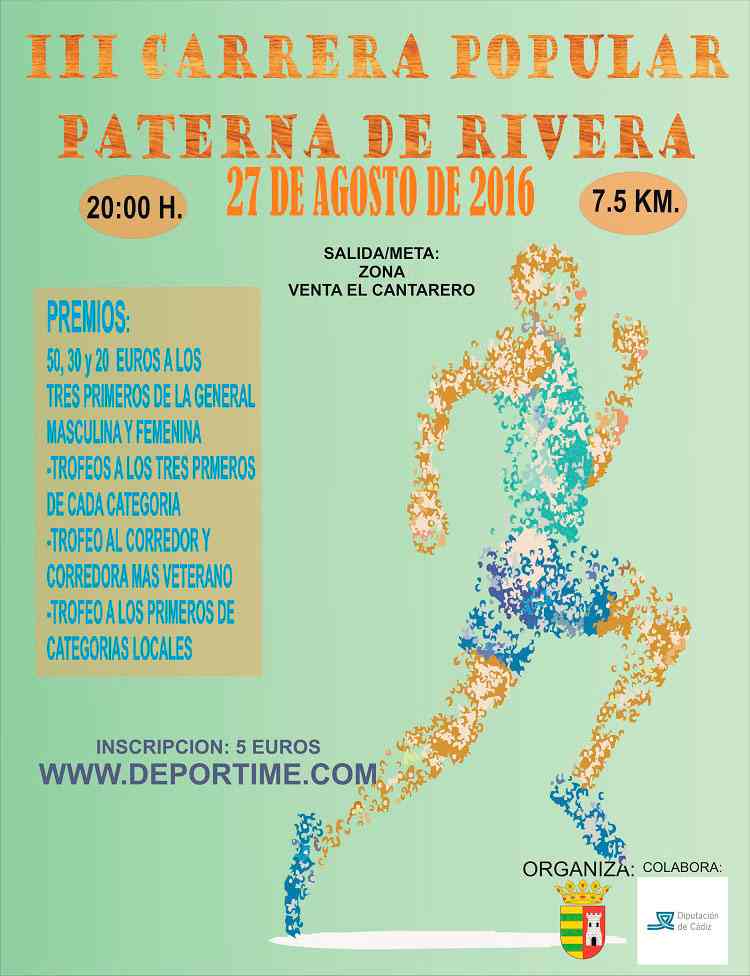 III CARRERA POPULAR
PATERNA DE RIVERA
27 DE AGOSTO DE 2016
20:00 H.
7.5 KM.
SALIDA/META:
ZONA
VENTA EL CANTARERO
PREMIOS:
50, 30 y 20 EUROS A LOS
TRES PRIMEROS DE LA GENERAL
MASCULINA Y FEMENINA
-TROFEOS A LOS TRES PRMEROS
DE CADA CATEGORIA
-TROFEO AL CORREDOR Y
CORREDORA MAS VETERANO
-TROFEO A LOS PRIMEROS DE
CATEGORIAS LOCALES
INSCRIPCION: 5 EUROS
WWW.DEPORTIME.COM
ORGANIZA:
COLABORA:
Diputación
de Cádiz